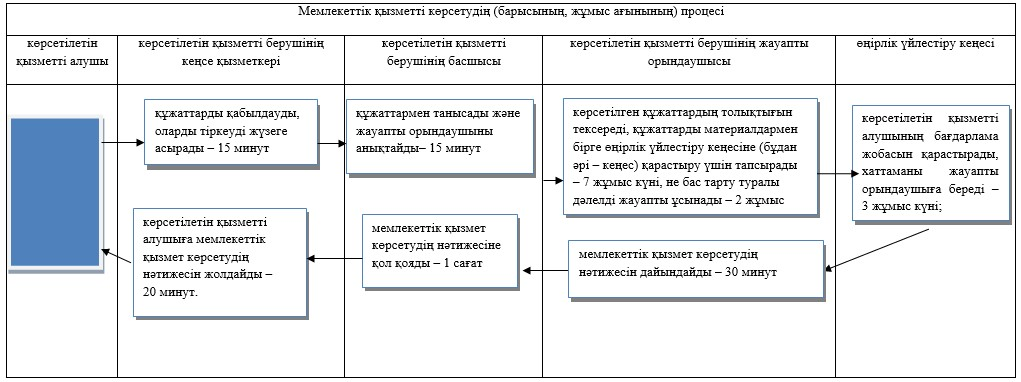 Мемлекеттік қызметті көрсетудің (барысының, жұмыс ағынының) процесі
көрсетілетін
қызметті алушы
көрсетілетін қызметті берушінің
кеңсе қызметкері
көрсетілетін қызметті
берушінің басшысы
көрсетілетін қызметті берушінің жауапты
орындаушысы
өңірлік үйлестіру кеңесі
құжаттарды қабылдауды,
оларды тіркеуді жүзеге
асырады – 15 минут
құжаттармен танысады және
жауапты орындаушыны
анықтайды– 15 минут
көрсетілген құжаттардың толықтығын
тексереді, құжаттарды материалдармен
бірге өңірлік үйлестіру кеңесіне (бұдан
әрі – кеңес) қарастыру үшін тапсырады
– 7 жұмыс күні, не бас тарту туралы
дәлелді жауапты ұсынады – 2 жұмыс
көрсетілетін қызметті
алушының бағдарлама
жобасын қарастырады,
хаттаманы жауапты
орындаушыға береді –
3 жұмыс күні;
көрсетілетін қызметті
алушыға мемлекеттік
қызмет көрсетудің
нәтижесін жолдайды –
20 минут.
мемлекеттік қызмет
көрсетудің нәтижесіне
қол қояды – 1 сағат
мемлекеттік қызмет көрсетудің
нәтижесін дайындайды – 30 минут